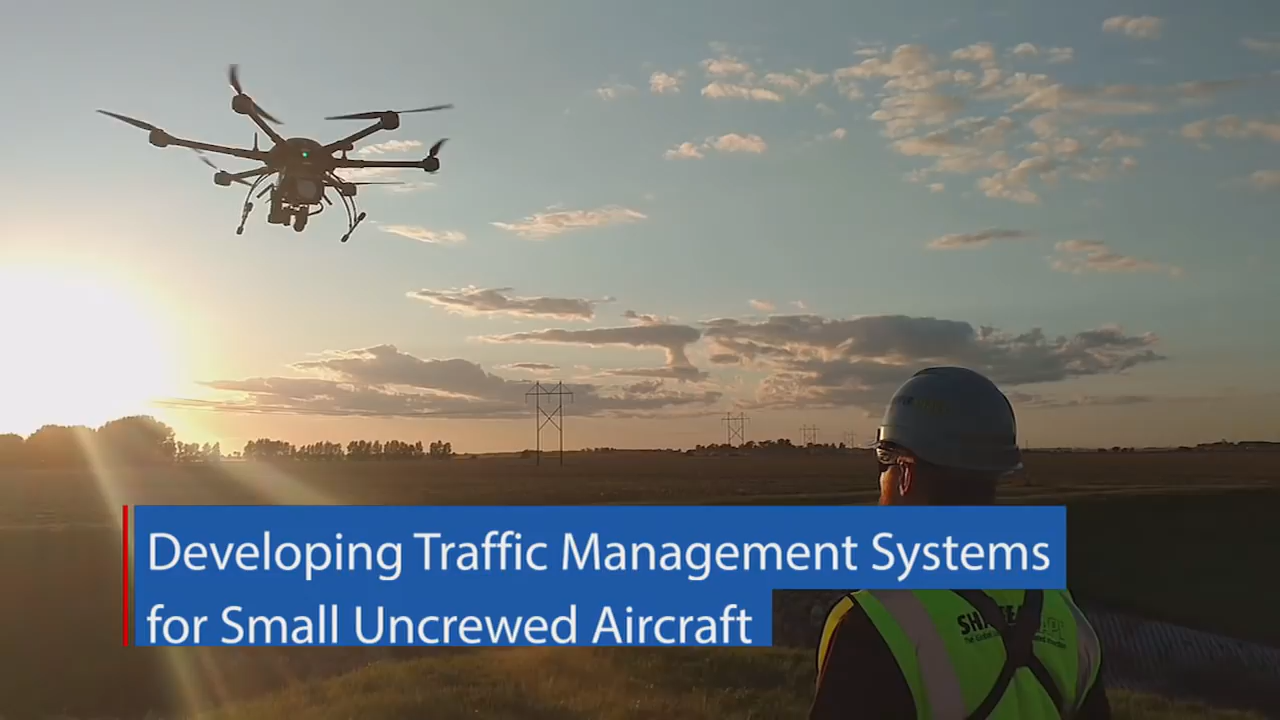 Developing Traffic Management Systems
for Small Uncrewed Aircraft